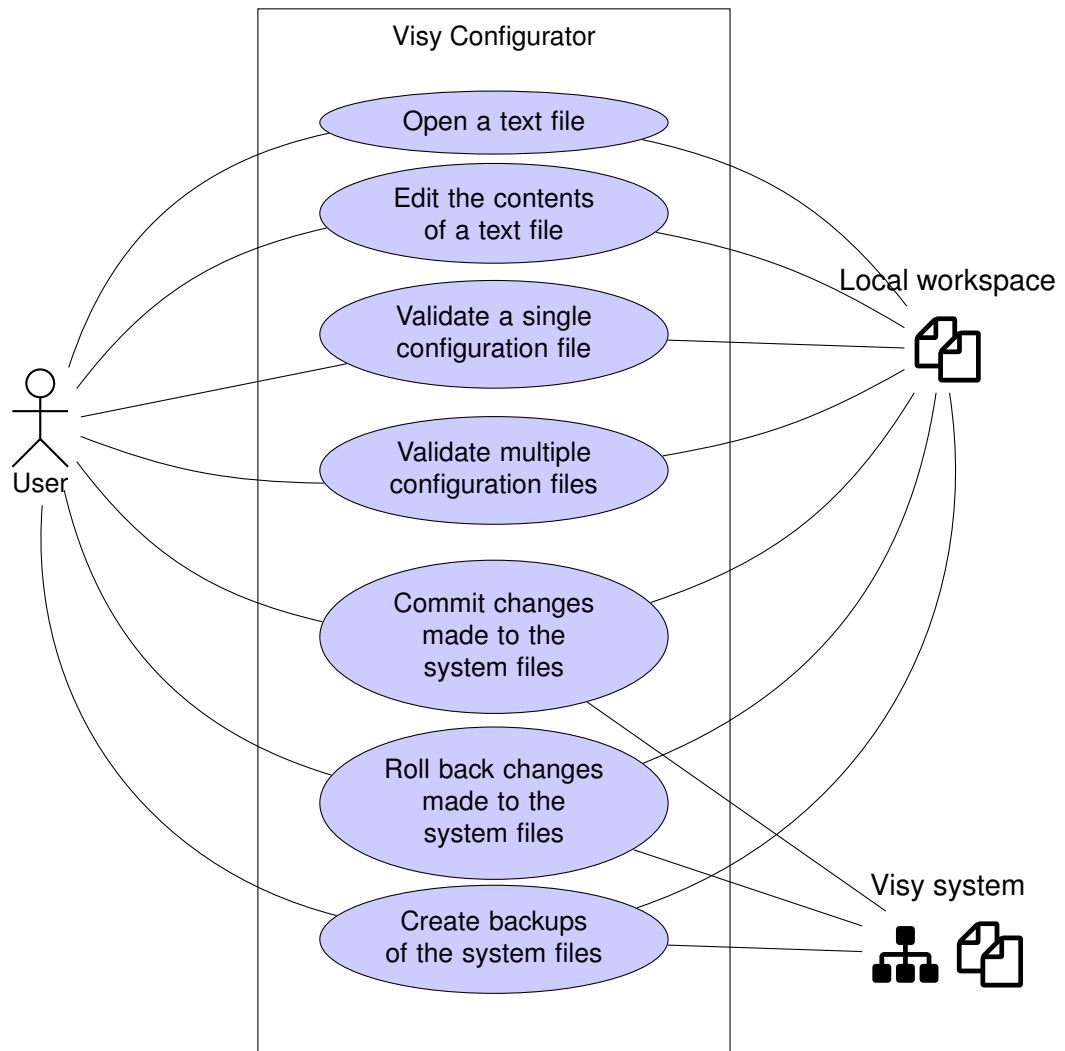 Visy Configurator
Open a text file
Edit the contents
of a text file
Local workspace
Validate a single
configuration file
Validate multiple
configuration files
User
Commit changes
made to the
system files
Roll back changes
made to the
system files
Visy system
Create backups
of the system files